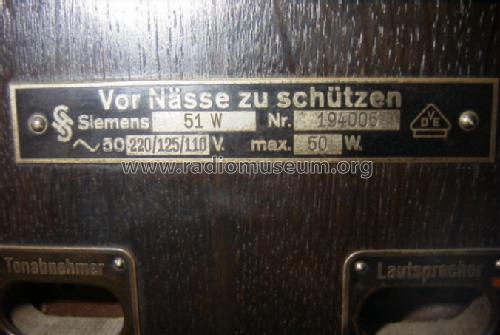 Vor Nässe zu schützen
Siemens 51 W Nr. 194005
~ 50 220/125/110 V. max. 50 W.
VDE
www.radiomuseum.org
Tonabnehmer Lautsprecher